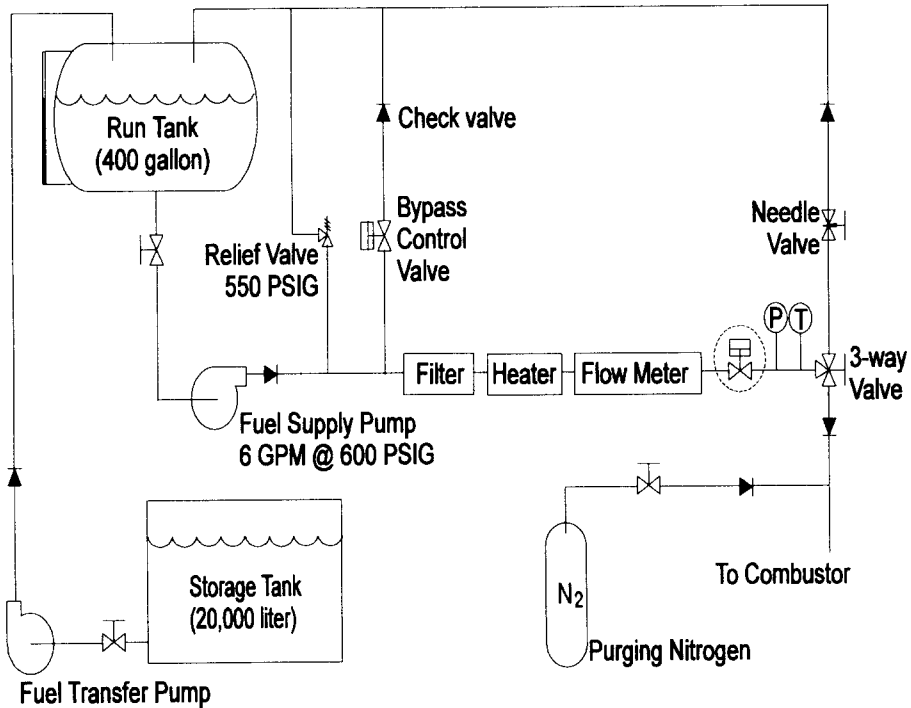 Run Tank
(400 gallon)
Check valve
Bypass
Control
Valve
Relief Valve
550 PSIG
Needle
Valve
P T
3-way
Valve
Filter
Heater
Flow Meter
Fuel Supply Pump
6 GPM @ 600 PSIG
Storage Tank
(20,000 liter)
N2
To Combustor
Purging Nitrogen
Fuel Transfer Pump